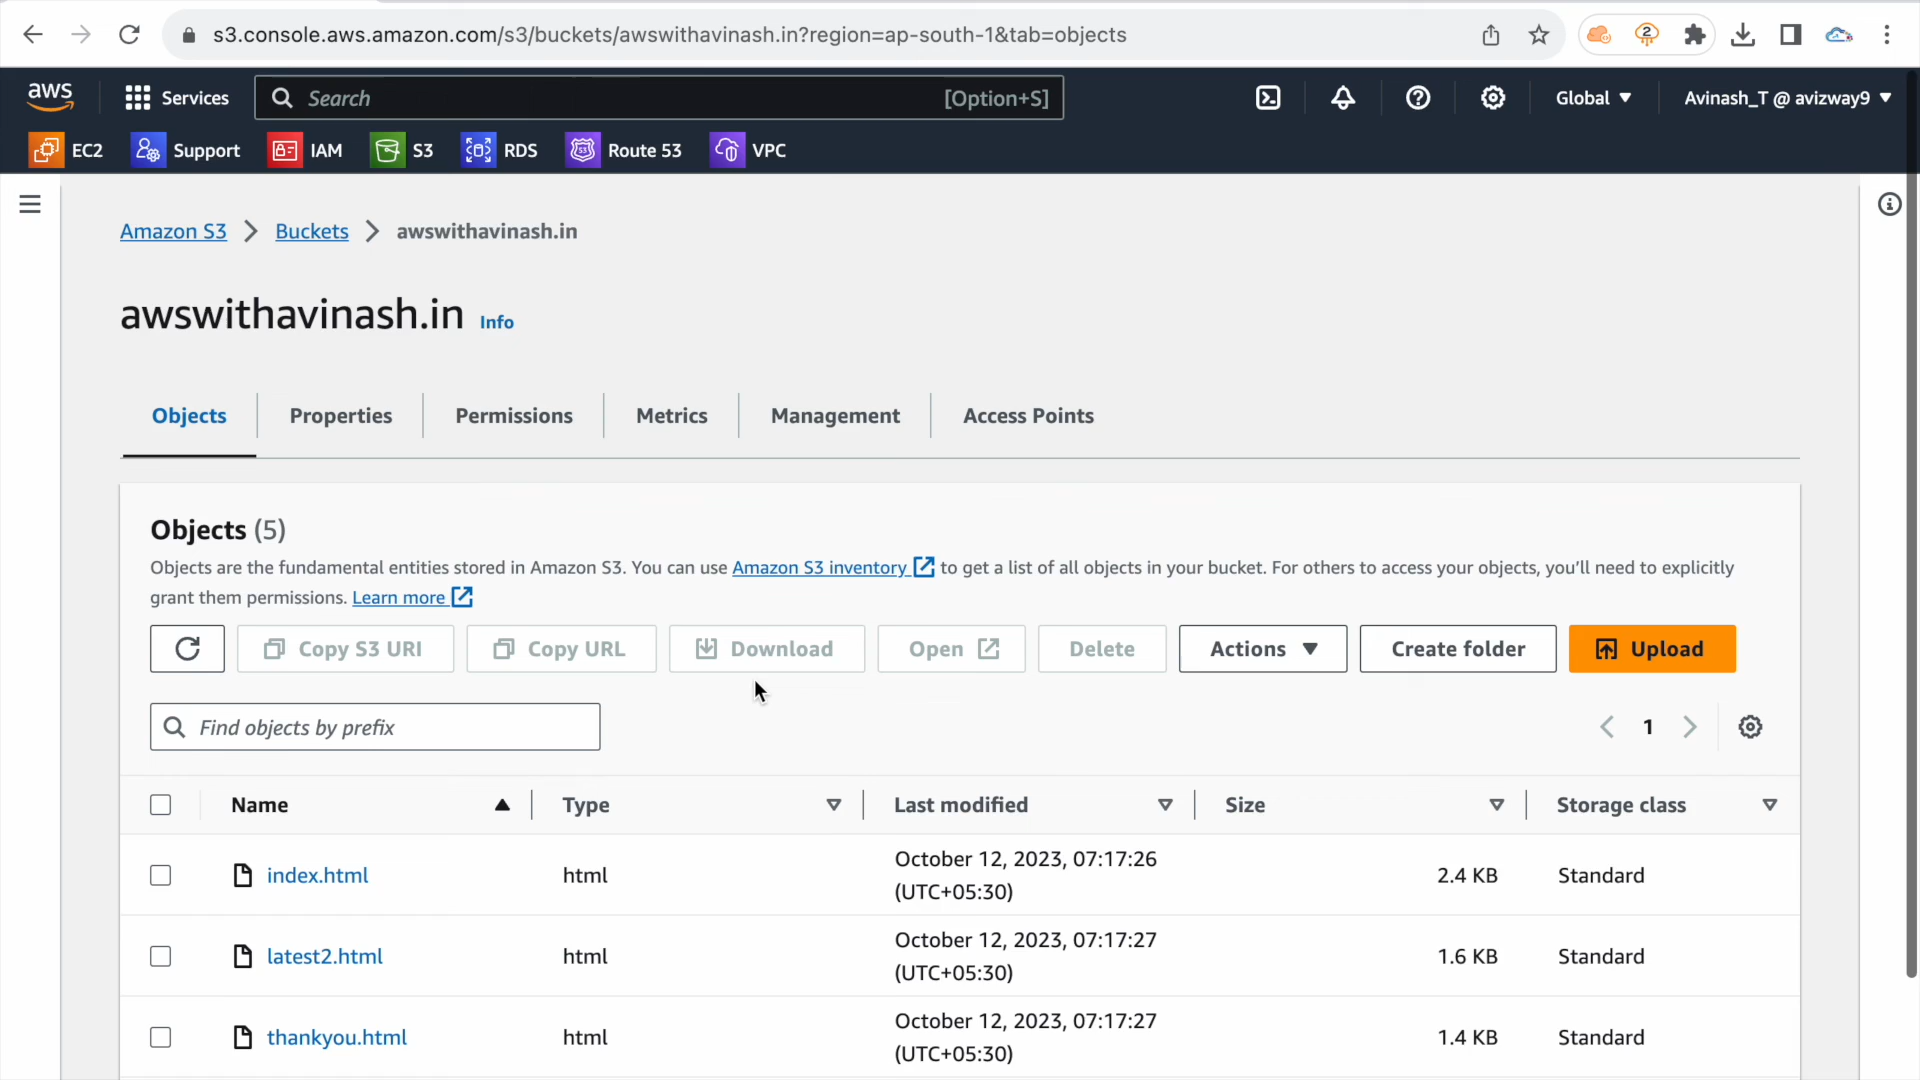 s3.console.aws.amazon.com/s3/buckets/awswithavinash.in?region=ap-south-1&tab=objects
2
aws Services Search [Option+S] Global Avinash_T @ avizway9
EC2 Support IAM S3 RDS Route 53 VPC
Amazon S3 Buckets awswithavinash.in
awswithavinash.in Info
Objects Properties Permissions Metrics Management Access Points
Objects (5)
Objects are the fundamental entities stored in Amazon S3. You can use Amazon S3 inventory to get a list of all objects in your bucket. For others to access your objects, you’ll need to explicitly
grant them permissions. Learn more
Copy S3 URI Copy URL Download Open Delete Actions Create folder Upload
Find objects by prefix 1
Name Type Last modified Size Storage class
index.html html October 12, 2023, 07:17:26 2.4 KB Standard
(UTC+05:30)
latest2.html html October 12, 2023, 07:17:27 1.6 KB Standard
(UTC+05:30)
thankyou.html html October 12, 2023, 07:17:27 1.4 KB Standard
(UTC+05:30)